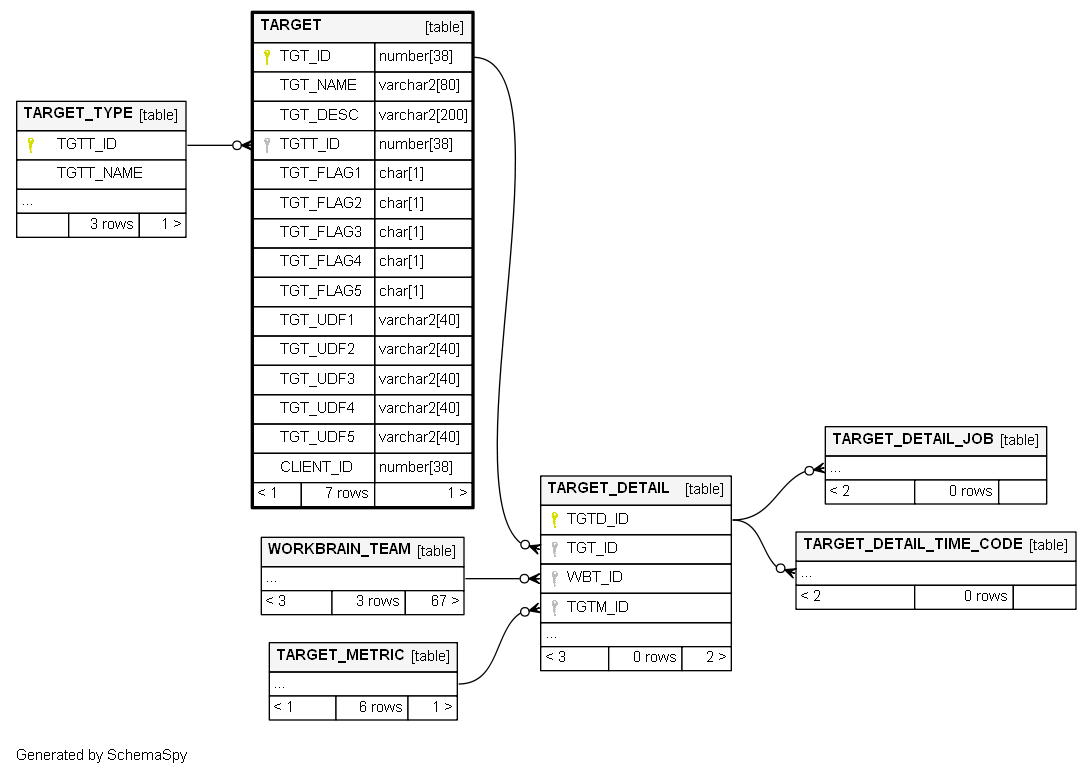 TARGET [table]
TGT_ID number[38]
TGT_NAME varchar2[80]
TGT_DESC varchar2[200]
TGTT_ID number[38]
TGT_FLAG1 char[1]
TGT_FLAG2 char[1]
TGT_FLAG3 char[1]
TGT_FLAG4 char[1]
TGT_FLAG5 char[1]
TGT_UDF1 varchar2[40]
TGT_UDF2 varchar2[40]
TGT_UDF3 varchar2[40]
TGT_UDF4 varchar2[40]
TGT_UDF5 varchar2[40]
CLIENT_ID number[38]
< 1 7 rows 1 >
TARGET_TYPE [table]
TGTT_ID
TGTT_NAME
...
3 rows 1 >
TARGET_DETAIL [table]
TGTD_ID
TGT_ID
WBT_ID
TGTM_ID
...
< 3 0 rows 2 >
WORKBRAIN_TEAM [table]
...
< 3 3 rows 67 >
TARGET_METRIC [table]
...
< 1 6 rows 1 >
TARGET_DETAIL_JOB [table]
...
< 2 0 rows
TARGET_DETAIL_TIME_CODE [table]
...
< 2 0 rows
Generated by SchemaSpy